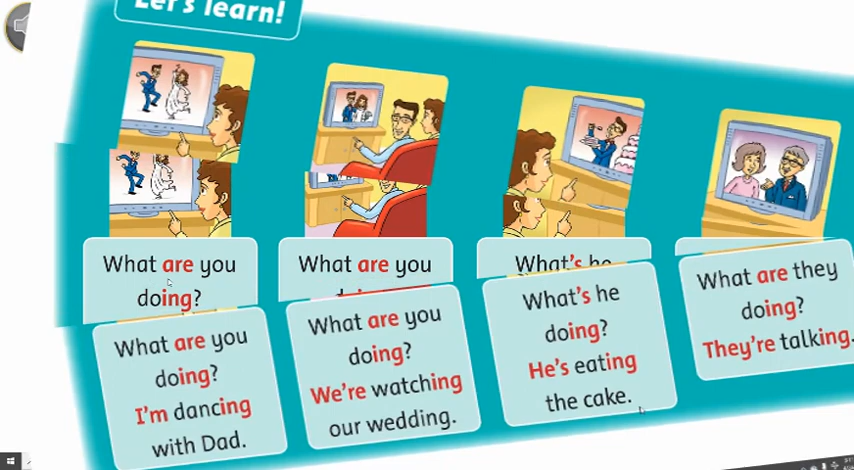 Let's learn!
What are you
doing?
What are you
What's he
What are you
doing?
I'm dancing
with Dad.
What are you
doing?
We're watching
our wedding.
What's he
doing?
He's eating
the cake.
What are they
doing?
They're talking.